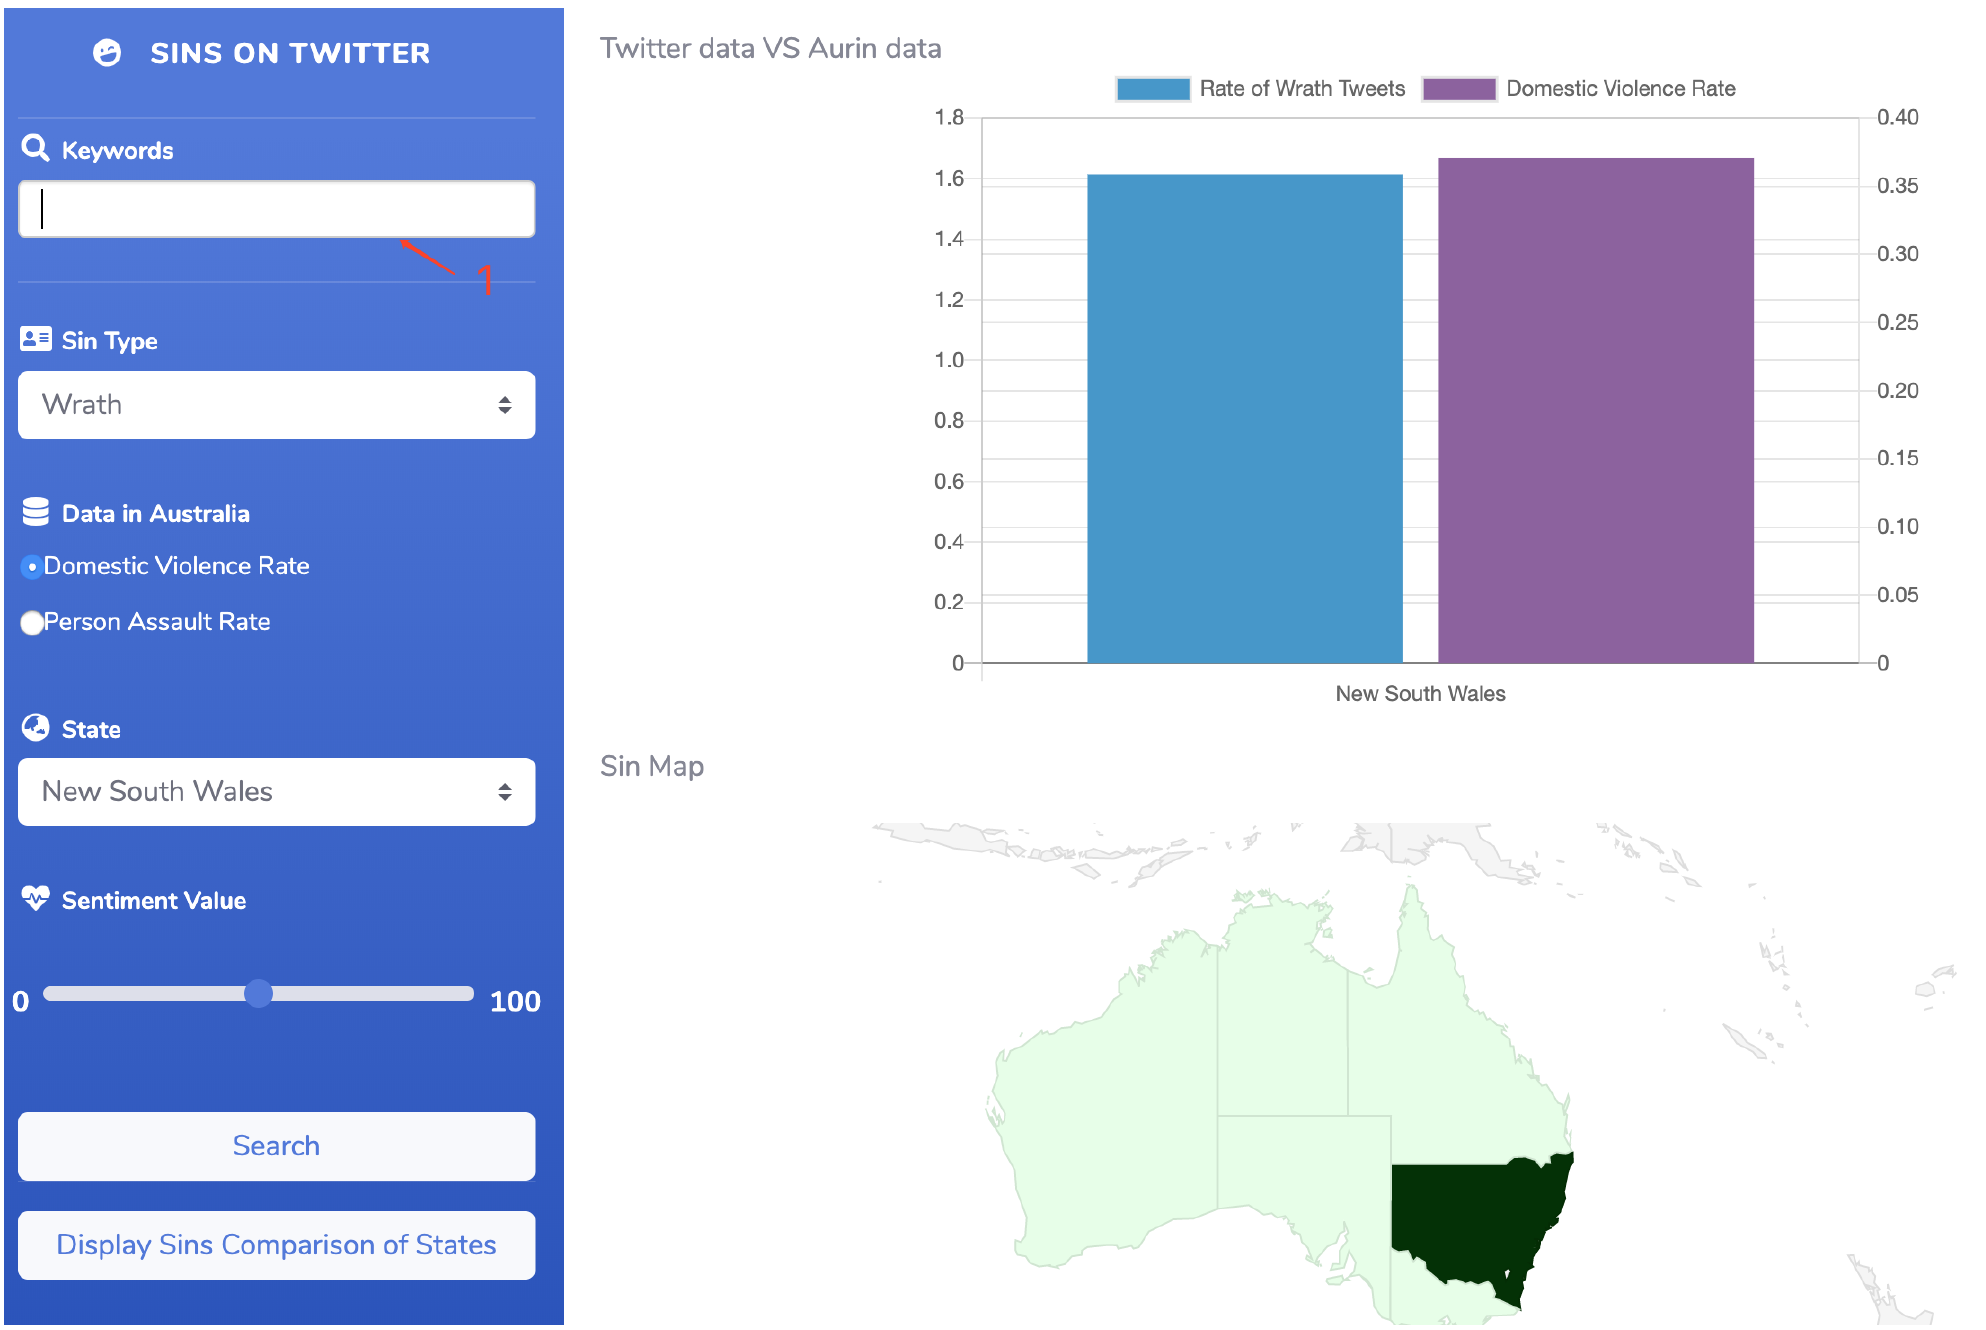 SINS ON TWITTER
Keywords
1
Sin Type
Wrath
Data in Australia
Domestic Violence Rate
Person Assault Rate
State
New South Wales
Sentiment Value
0 100
Search
Display Sins Comparison of States
Twitter data VS Aurin data
Rate of Wrath Tweets Domestic Violence Rate
1.8
1.6
1.4
1.2
1.0
0.8
0.6
0.4
0.2
0
0.40
0.35
0.30
0.25
0.20
0.15
0.10
0.05
0
New South Wales
Sin Map